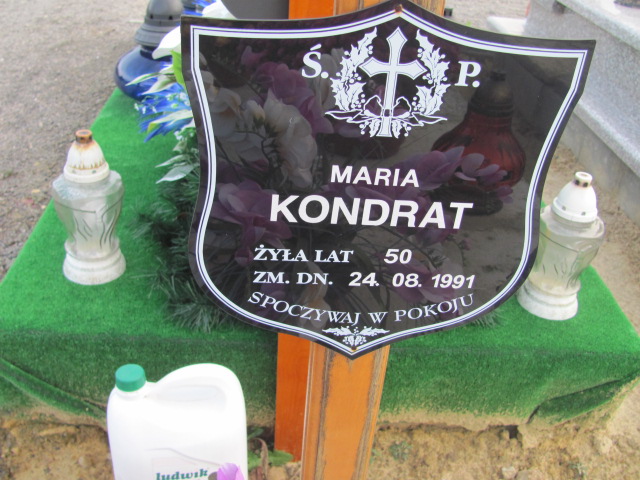 Ś. P.
MARIA
KONDRAT
ŻYŁA LAT 50
ZM. DN. 24. 08. 1991
SPOCZYWAJ W POKOJU
ludwik